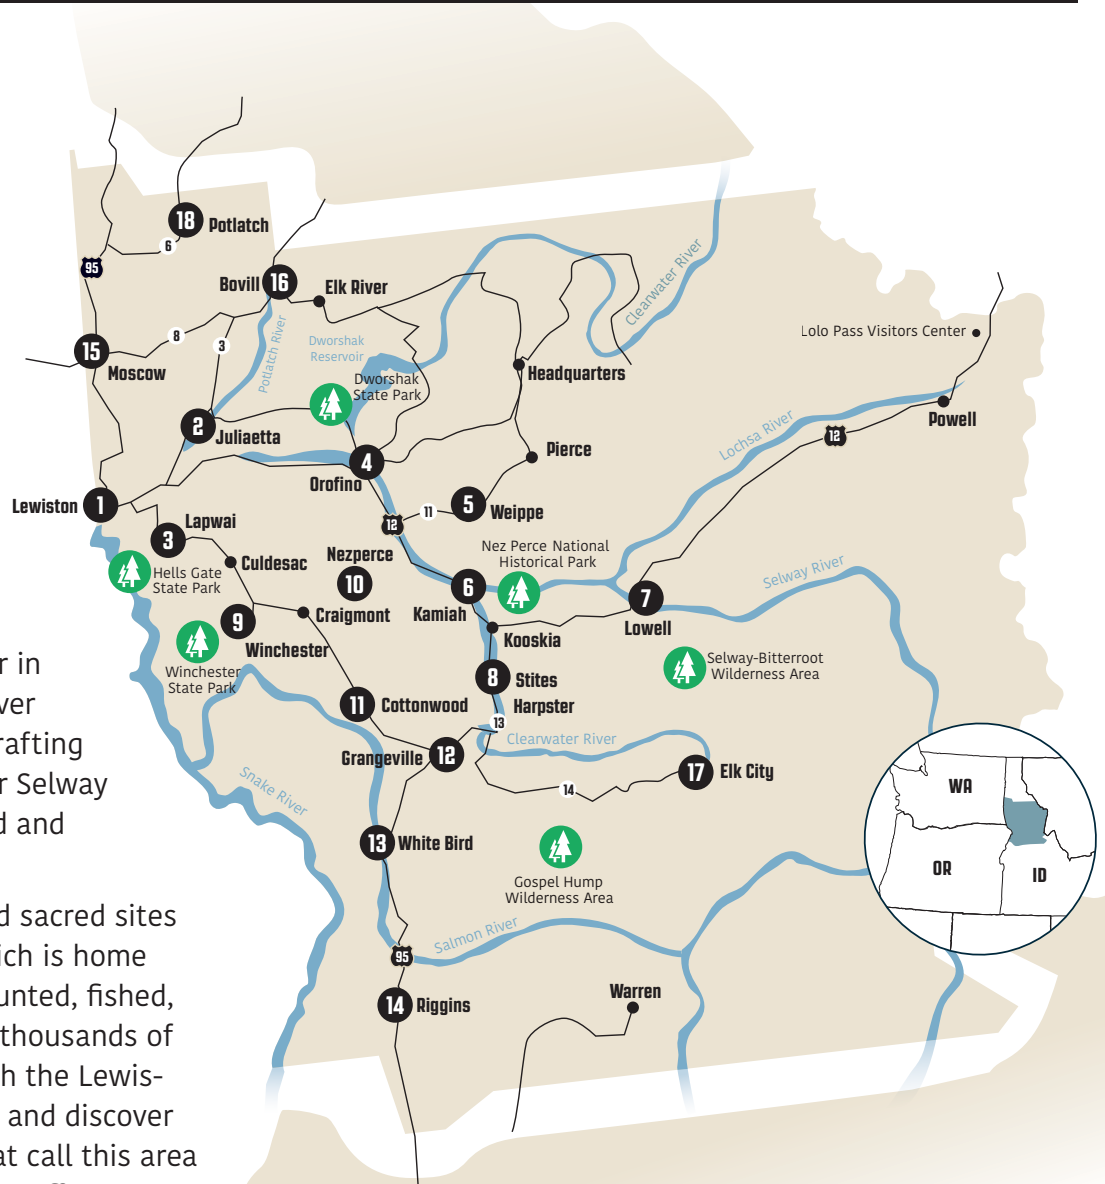 18 Potlatch
6
95
Bovill 16
Elk River
8
3
Potlatch River
Dworshak
Reservoir
Clearwater River
Lolo Pass Visitors Center
15
Moscow
Headquarters
Dworshak
State Park
Powell
2
Juliaetta
Lochsa River
12
4
Orofino
Pierce
Lewiston 1
5 Weippe
11
12
Lapwai
3
Culdesac
Nezperce
10
Nez Perce National
Historical Park
Hells Gate
State Park
6
Kamiah
7
Lowell
Selway River
9
Winchester
Craigmont
Kooskia
Winchester
State Park
8 Stites
Harpster
Selway-Bitterroot
Wilderness Area
11 Cottonwood
13
Clearwater River
Grangeville 12
17 Elk City
14
Snake River
13 White Bird
Gospel Hump
Wilderness Area
Salmon River
95
14 Riggins
Warren
WA
OR
ID
r in
ver
rafting
r Selway
d and
d sacred sites
ich is home
unted, fished,
thousands of
h the Lewis-
and discover
at call this area